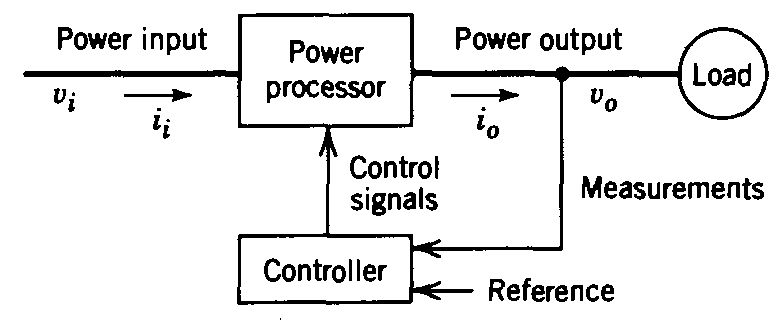 Power input
Power
processor
Power output
Load
v_i
i_i
i_o
v_o
Control
signals
Measurements
Controller
Reference